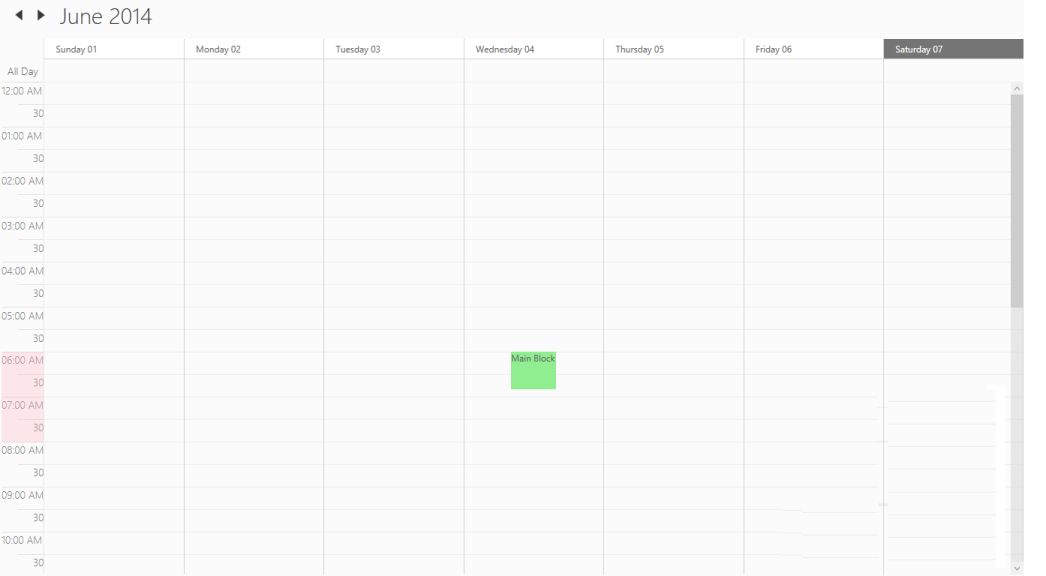 June 2014
Sunday 01 Monday 02 Tuesday 03 Wednesday 04 Thursday 05 Friday 06 Saturday 07
All Day
12:00 AM
30
01:00 AM
30
02:00 AM
30
03:00 AM
30
04:00 AM
30
05:00 AM
30
06:00 AM Main Block
30
07:00 AM
30
08:00 AM
30
09:00 AM
30
10:00 AM
30